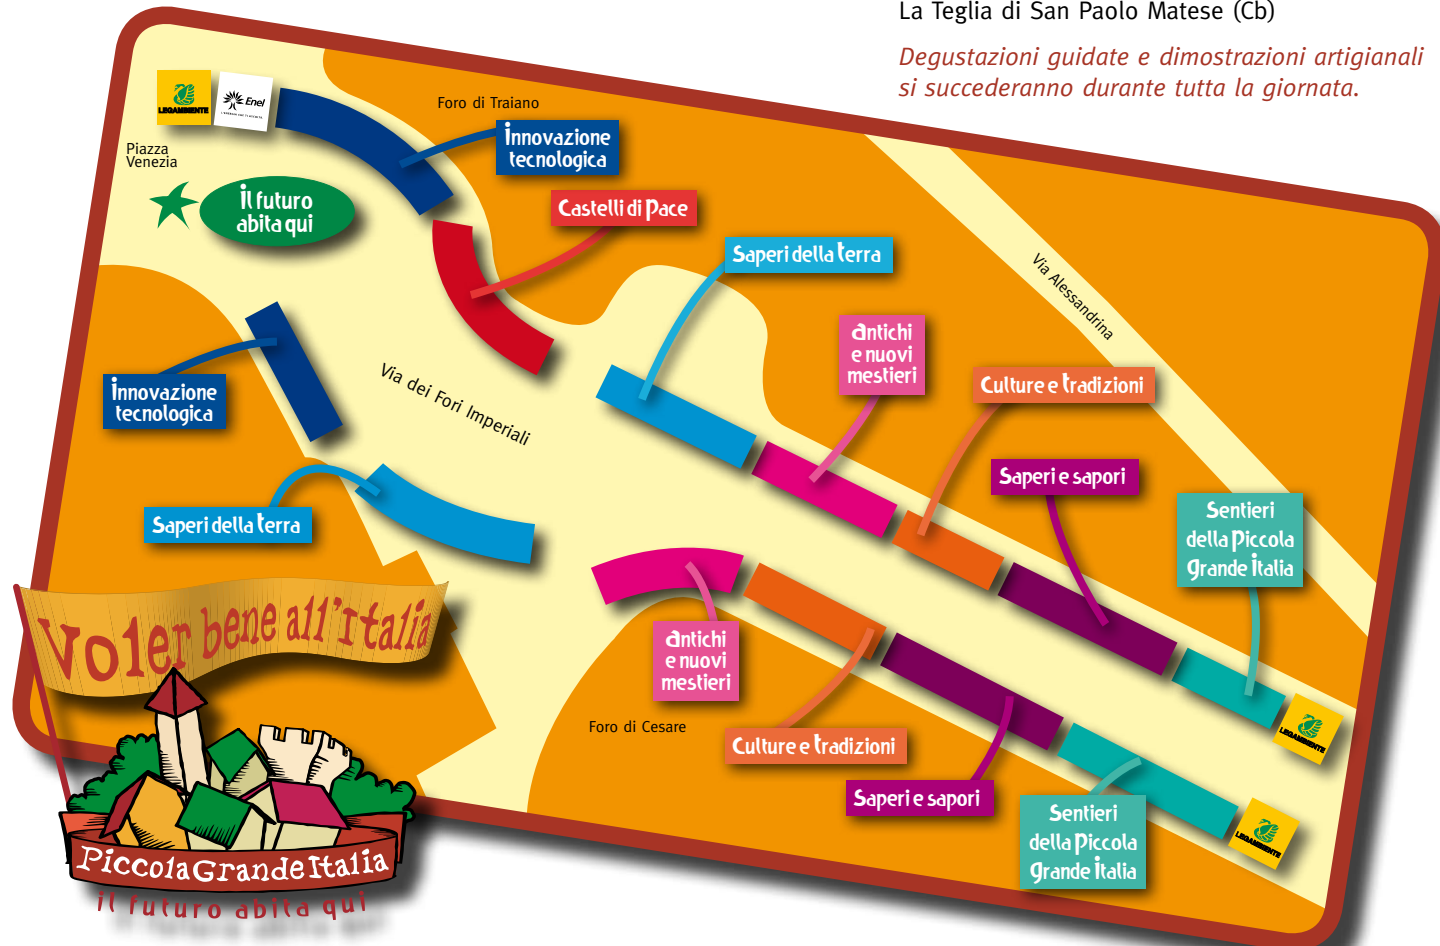 La Teglia di San Paolo Matese (Cb)
Degustazioni guidate e dimostrazioni artigianali
si succederanno durante tutta la giornata.
LEGAMBIENTE
Enel
Piazza
Venezia
Foro di Traiano
innovazione
tecnologica
il futuro
abita qui
Castelli di pace
Saperi della terra
Via Alessandrina
antichi
e nuovi
mestieri
Culture e tradizioni
innovazione
tecnologica
Via dei Fori Imperiali
Saperi e sapori
Sentieri
della piccola
grande italia
Saperi della terra
Voler bene all'Italia
antichi
e nuovi
mestieri
Foro di Cesare
Culture e tradizioni
Saperi e sapori
Sentieri
della piccola
grande italia
LEGAMBIENTE
LEGAMBIENTE
PiccolaGrandeItalia
il futuro abita qui